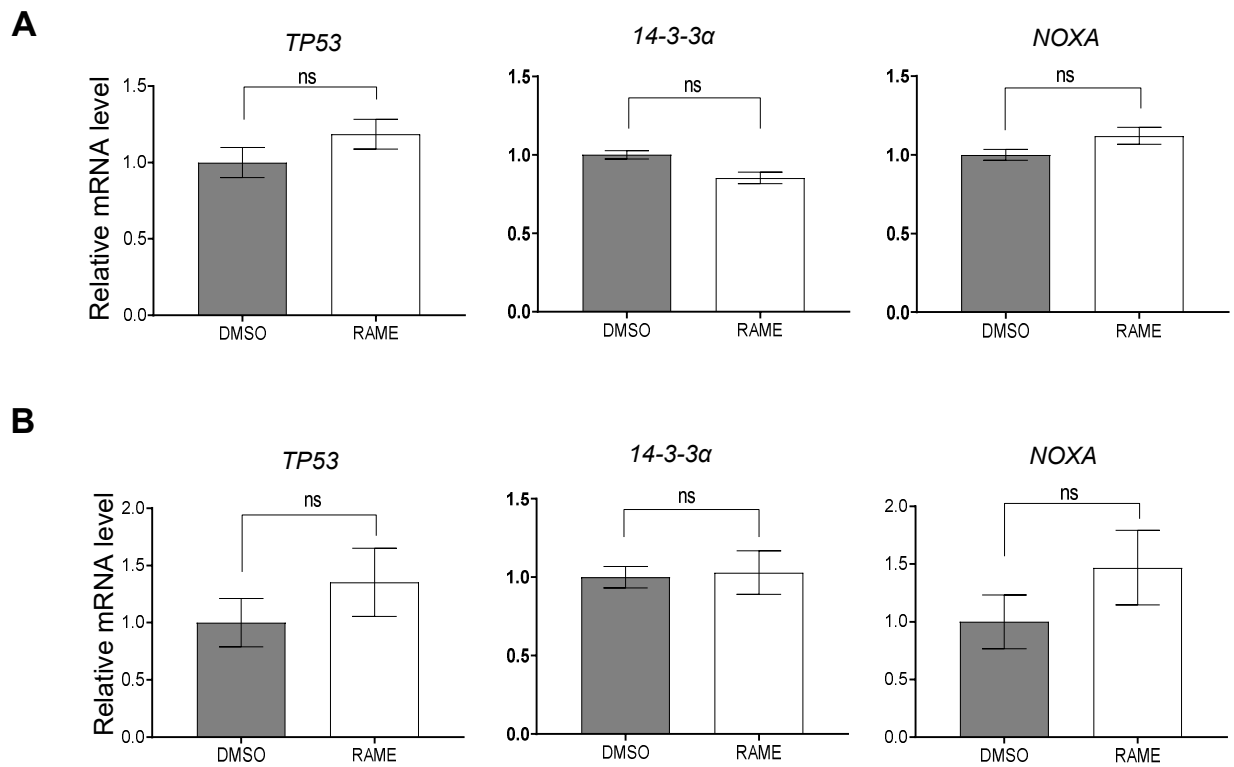 A
TP53
14-3-3α
NOXA
Relative mRNA level
ns
ns
ns
1.5
1.0
0.5
0.0
1.5
1.0
0.5
0.0
1.5
1.0
0.5
0.0
DMSO
RAME
DMSO
RAME
DMSO
RAME
B
TP53
14-3-3α
NOXA
Relative mRNA level
ns
ns
ns
2.0
1.5
1.0
0.5
0.0
1.5
1.0
0.5
0.0
2.0
1.5
1.0
0.5
0.0
DMSO
RAME
DMSO
RAME
DMSO
RAME